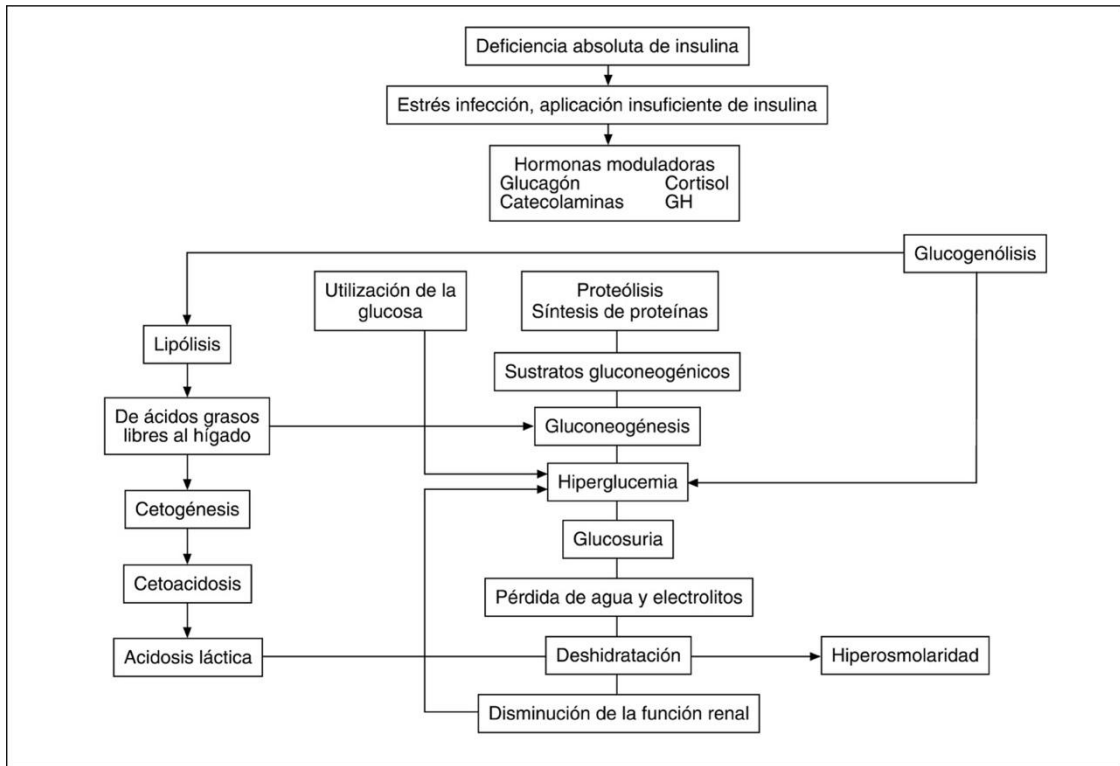 Deficiencia absoluta de insulina
Estrés infección, aplicación insuficiente de insulina
Hormonas moduladoras
Glucagón Cortisol
Catecolaminas GH
Glucogenólisis
Utilización de la
glucosa
Proteólisis
Síntesis de proteínas
Lipólisis
Sustratos gluconeogénicos
De ácidos grasos
libres al hígado
Gluconeogénesis
Hiperglucemia
Cetogénesis
Glucosuria
Cetoacidosis
Pérdida de agua y electrolitos
Acidosis láctica
Deshidratación
Hiperosmolaridad
Disminución de la función renal